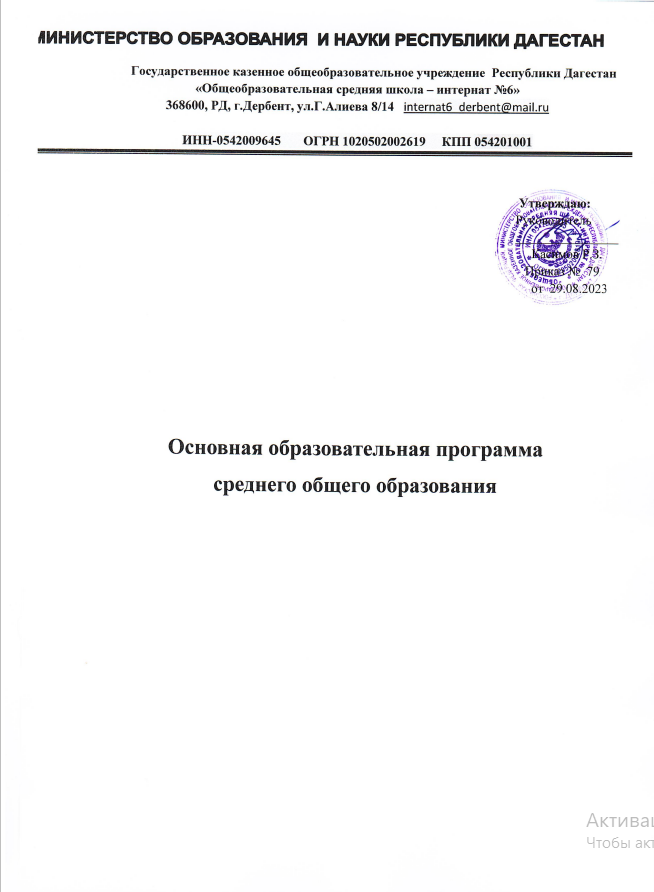 МИНИСТЕРСТВО ОБРАЗОВАНИЯ И НАУКИ РЕСПУБЛИКИ ДАГЕСТАН
Государственное казенное общеобразовательное учреждение Республики Дагестан
«Общеобразовательная средняя школа – интернат №6»
368600, РД, г.Дербент, ул.Г.Алиева 8/14 internat6_derbent@mail.ru
ИНН-0542009645 ОГРН 1020502002619 КПП 054201001
Утверждаю:
Руководитель
Приказ № 79
от 29.08.2023
Основная образовательная программа
среднего общего образования
Активац
Чтобы акт